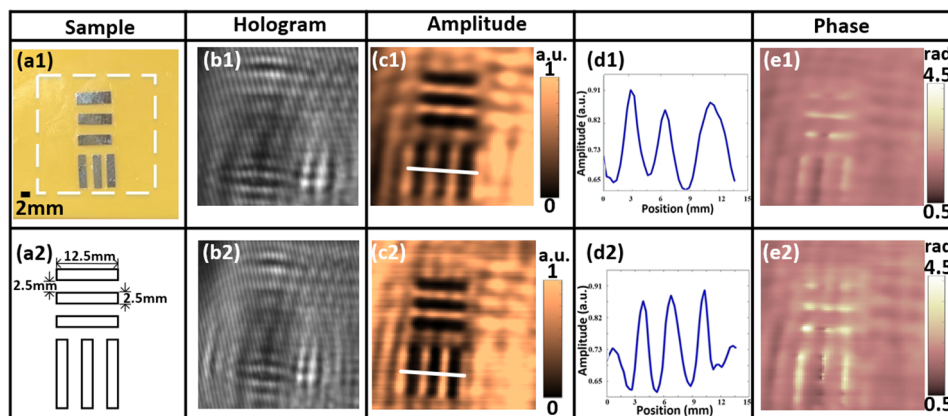 Sample Hologram Amplitude Phase
(a1) (b1) (c1) a.u. (d1) (e1) rad
1 4.5
0.91
0.83
0.73
0.65
Amplitude (a.u.)
0 3 6 9 12 15
Position (mm)
2mm 0 0.5
(a2) (b2) (c2) a.u. (d2) (e2) rad
12.5mm 1 4.5
2.5mm
2.5mm
0.91
0.83
0.73
0.65
Amplitude (a.u.)
0 3 6 9 12 15
Position (mm)
0 0.5